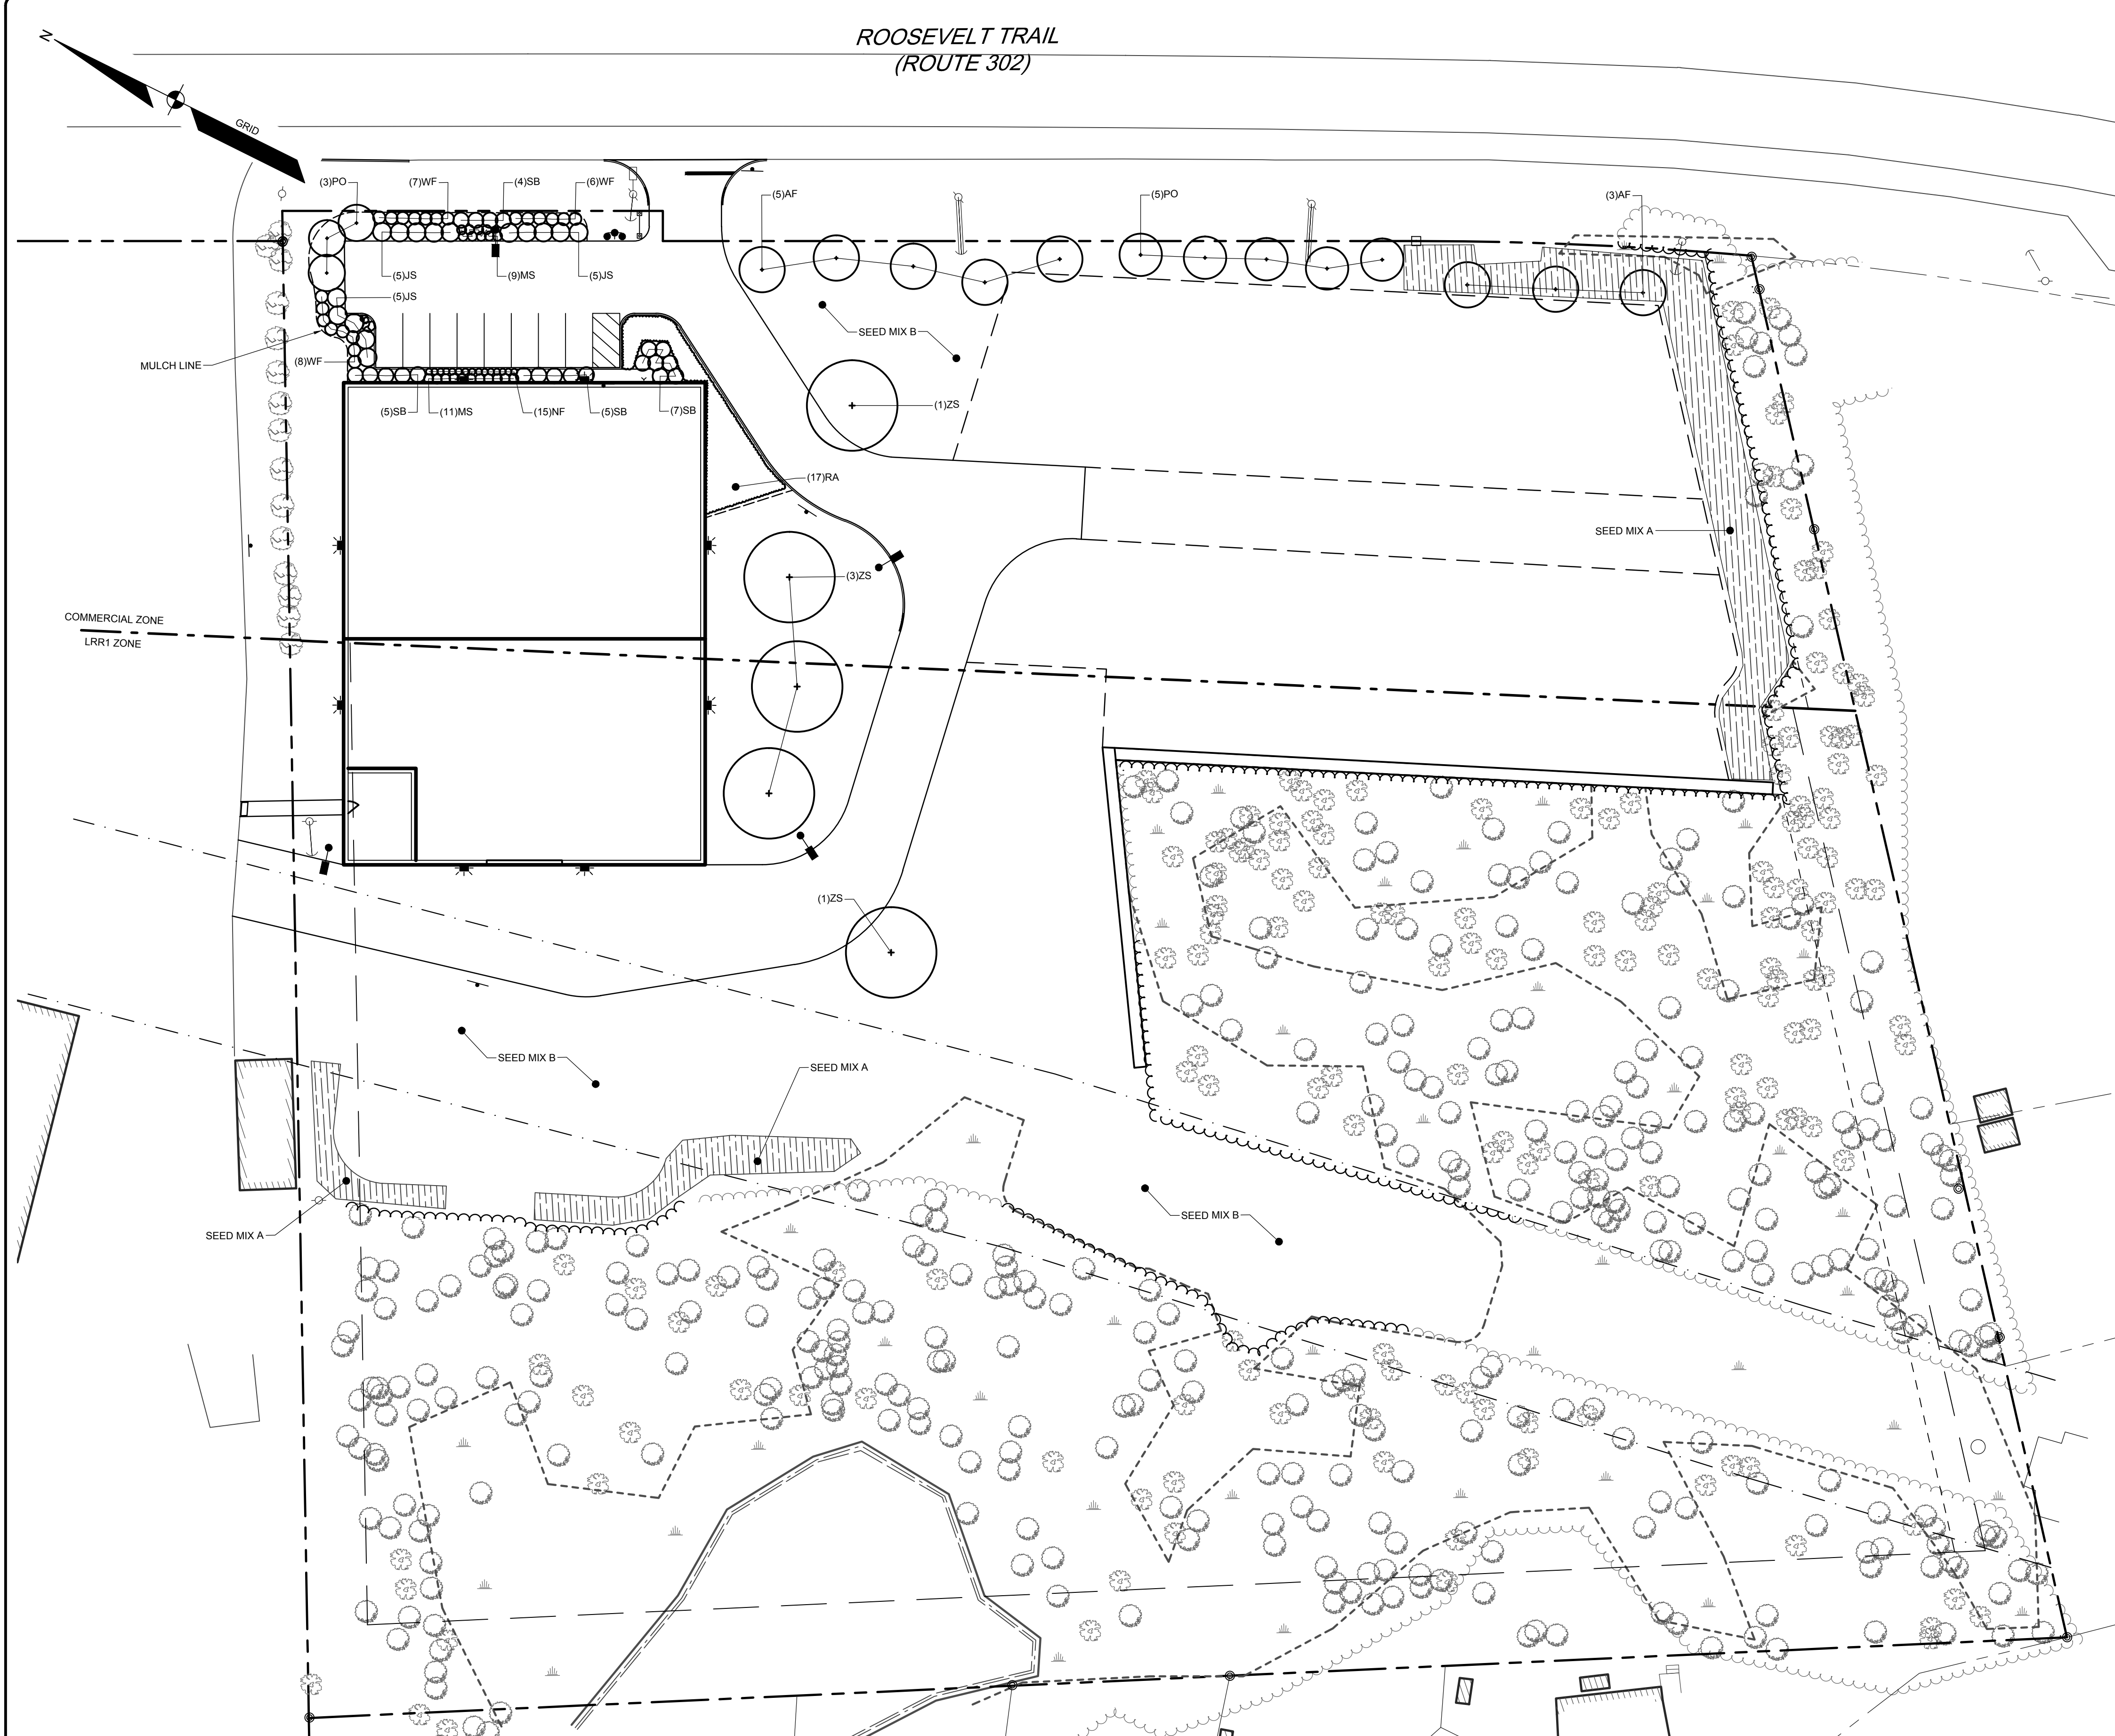 ROOSEVELT TRAIL
(ROUTE 302)
N
GRID
(3)PO
(7)WF
(4)SB
(6)WF
(5)AF
(5)PO
(3)AF
(5)JS
(9)MS
(5)JS
(5)JS
SEED MIX B
MULCH LINE
(8)WF
(1)ZS
(5)SB
(11)MS
(15)NF
(5)SB
(7)SB
(17)RA
SEED MIX A
(3)ZS
COMMERCIAL ZONE
LRR1 ZONE
(1)ZS
SEED MIX B
SEED MIX A
SEED MIX B
SEED MIX A